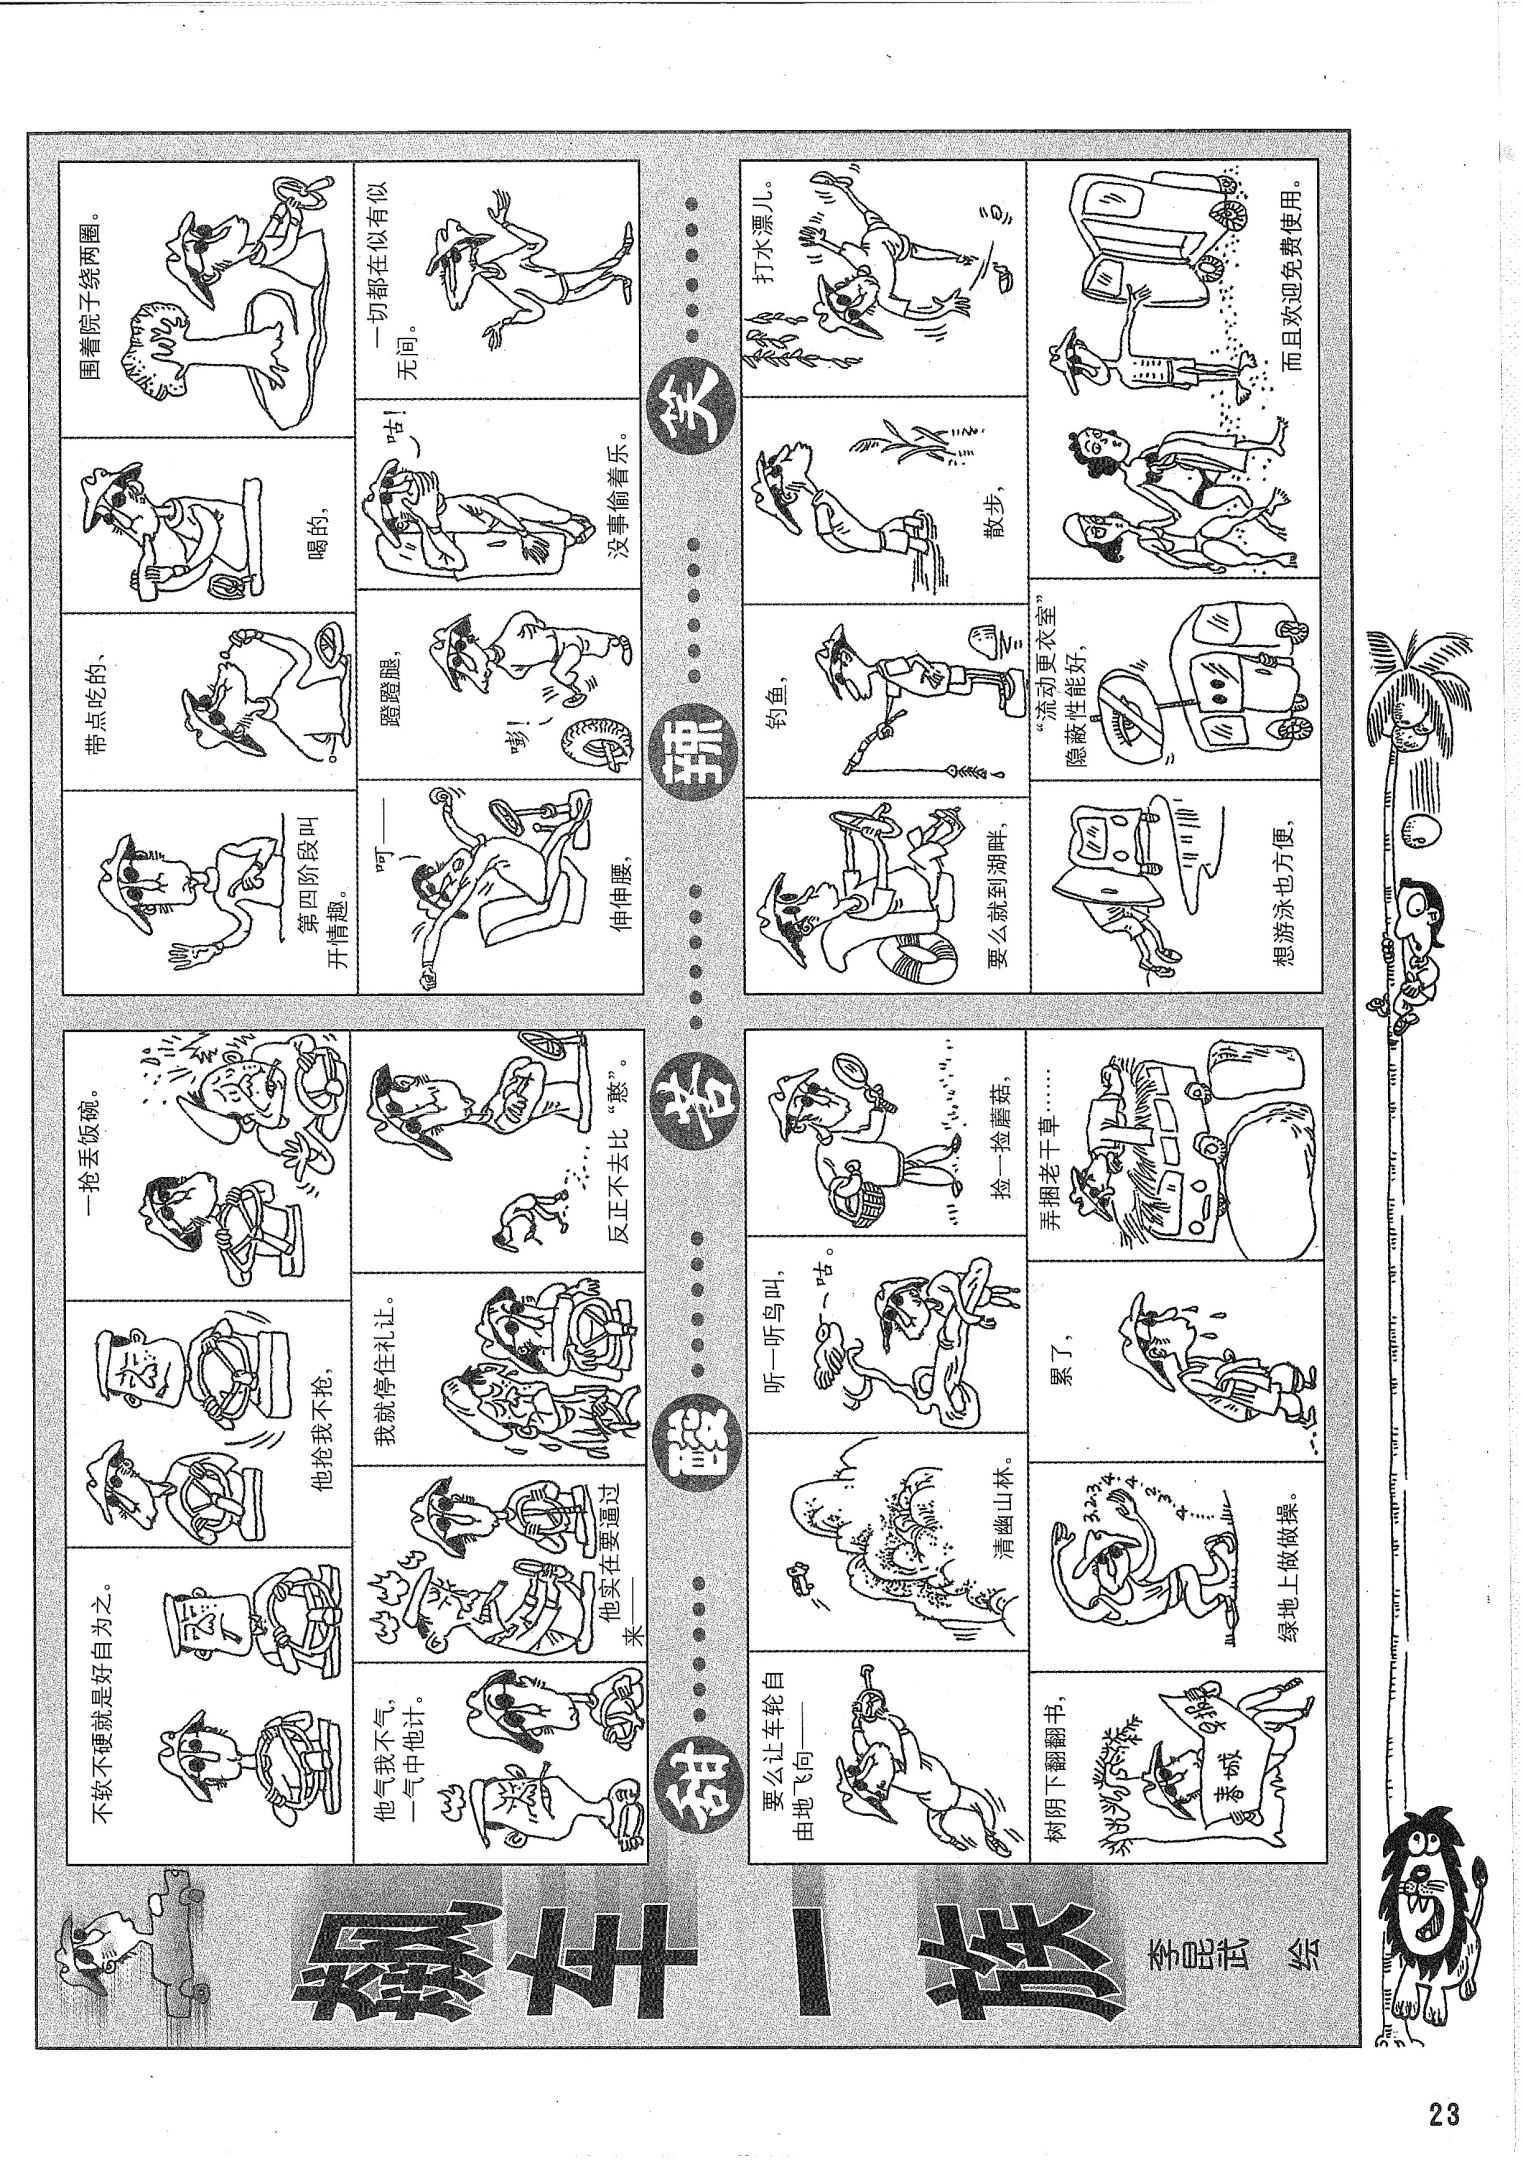 飙车一族
李昆武 绘
不软不硬就是好自为之。
他抢我不抢，
一抢丢饭碗。
他气我不气，
一气中他计。
他实在要逼过
来——
我就停住礼让。
反正不去比“憨”。
第四阶段叫
开情趣。
带点吃的、
喝的，
围着院子绕两圈。
呵——
伸伸腰，
蹬蹬腿，
嘭！
咕！
没事偷着乐。
一切都在似有似
无间。
甜……酸……苦……辣……笑……
要么让车轮自
由地飞向——
清幽山林。
听一听鸟叫，
咕。
捡一捡蘑菇，
树阴下翻翻书，
春城
绿地上做做操。
累了，
弄捆老干草……
要么就到湖畔，
钓鱼，
散步，
打水漂儿。
想游泳也方便，
“流动更衣室”
隐蔽性能好，
而且欢迎免费使用。
23